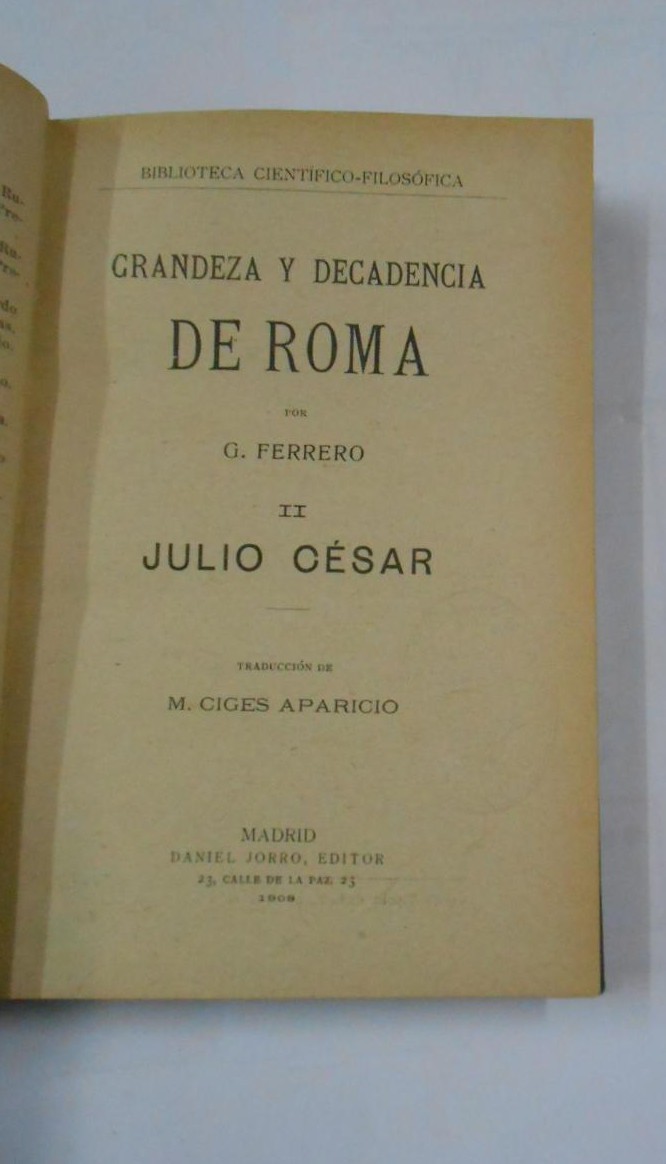 BIBLIOTECA CIENTÍFICO-FILOSÓFICA
GRANDEZA Y DECADENCIA
DE ROMA
POR
G. FERRERO
II
JULIO CÉSAR
TRADUCCIÓN DE
M. CIGES APARICIO
MADRID
DANIEL JORRO, EDITOR
23, CALLE DE LA PAZ, 23